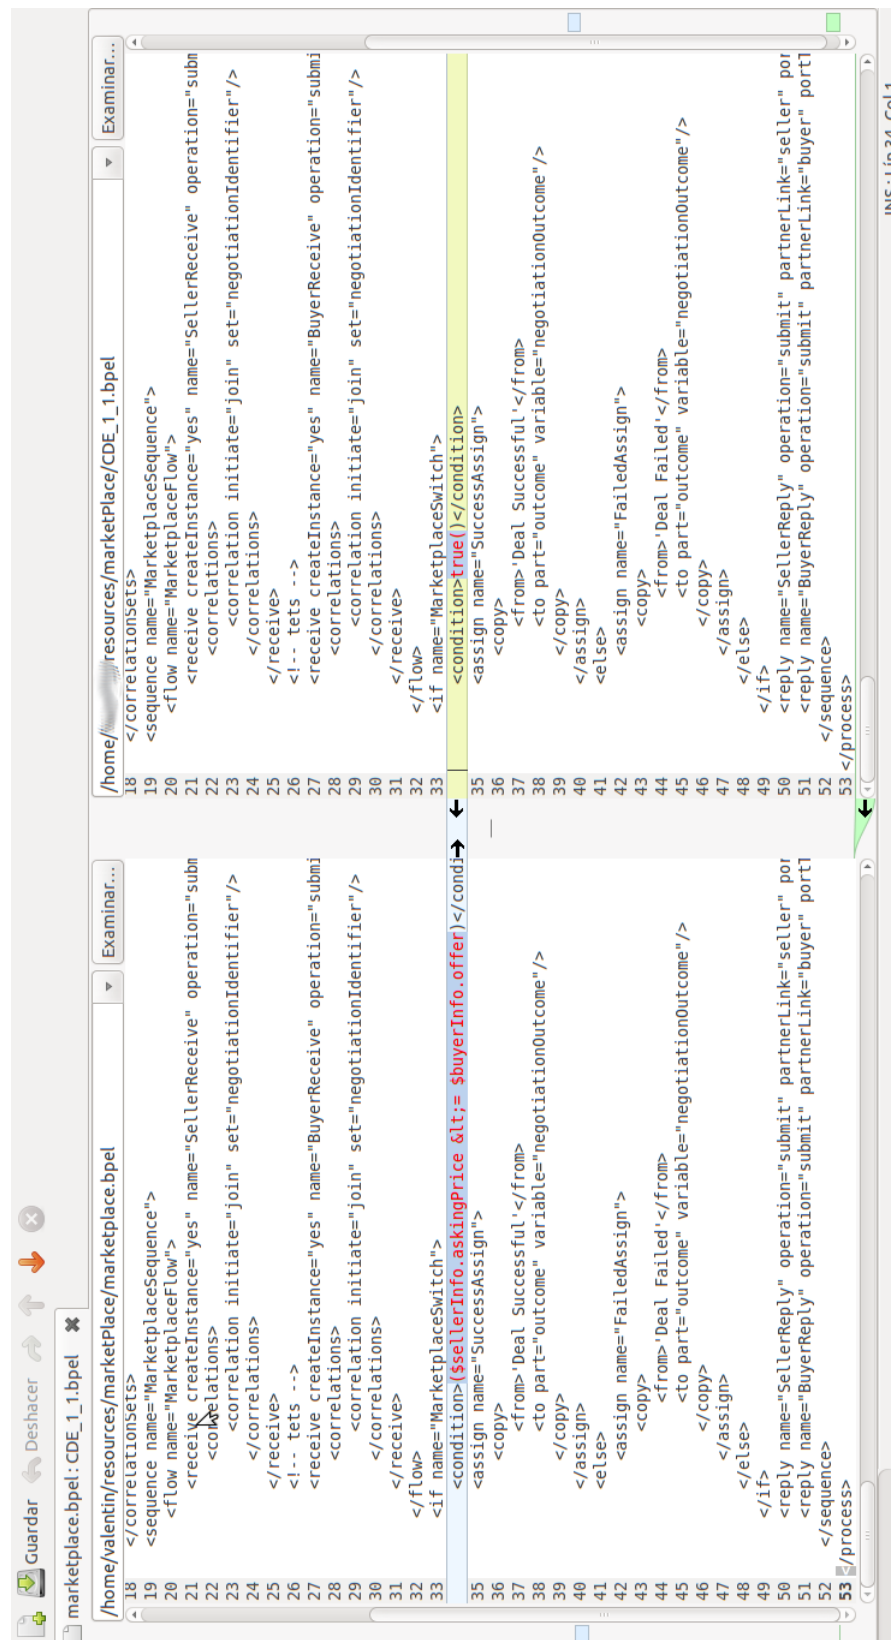 Guardar Deshacer
marketplace.bpel : CDE_1_1.bpel
/home/valentin/resources/marketPlace/marketplace.bpel Examinar...
18 </correlationSets>
19 <sequence name="MarketplaceSequence">
20 <flow name="MarketplaceFlow">
21 <receive createInstance="yes" name="SellerReceive" operation="subn
22 <correlations>
23 <correlation initiate="join" set="negotiationIdentifier"/>
24 </correlations>
25 </receive>
26 <!-- tets -->
27 <receive createInstance="yes" name="BuyerReceive" operation="submi
28 <correlations>
29 <correlation initiate="join" set="negotiationIdentifier"/>
30 </correlations>
31 </receive>
32 </flow>
33 <if name="MarketplaceSwitch">
<condition>($sellerInfo.askingPrice &lt;= $buyerInfo.offer)</condi
35 <assign name="SuccessAssign">
36 <copy>
37 <from>'Deal Successful'</from>
38 <to part="outcome" variable="negotiationOutcome"/>
39 </copy>
40 </assign>
41 <else>
42 <assign name="FailedAssign">
43 <copy>
44 <from>'Deal Failed'</from>
45 <to part="outcome" variable="negotiationOutcome"/>
46 </copy>
47 </assign>
48 </else>
49 </if>
50 <reply name="SellerReply" operation="submit" partnerLink="seller" por
51 <reply name="BuyerReply" operation="submit" partnerLink="buyer" portl
52 </sequence>
53 </process>
/home/ resources/marketPlace/CDE_1_1.bpel Examinar...
18 </correlationSets>
19 <sequence name="MarketplaceSequence">
20 <flow name="MarketplaceFlow">
21 <receive createInstance="yes" name="SellerReceive" operation="subm
22 <correlations>
23 <correlation initiate="join" set="negotiationIdentifier"/>
24 </correlations>
25 </receive>
26 <!-- tets -->
27 <receive createInstance="yes" name="BuyerReceive" operation="submi
28 <correlations>
29 <correlation initiate="join" set="negotiationIdentifier"/>
30 </correlations>
31 </receive>
32 </flow>
33 <if name="MarketplaceSwitch">
<condition>true()</condition>
35 <assign name="SuccessAssign">
36 <copy>
37 <from>'Deal Successful'</from>
38 <to part="outcome" variable="negotiationOutcome"/>
39 </copy>
40 </assign>
41 <else>
42 <assign name="FailedAssign">
43 <copy>
44 <from>'Deal Failed'</from>
45 <to part="outcome" variable="negotiationOutcome"/>
46 </copy>
47 </assign>
48 </else>
49 </if>
50 <reply name="SellerReply" operation="submit" partnerLink="seller" por
51 <reply name="BuyerReply" operation="submit" partnerLink="buyer" portl
52 </sequence>
53 </process>
INS : Lín 34, Col 1